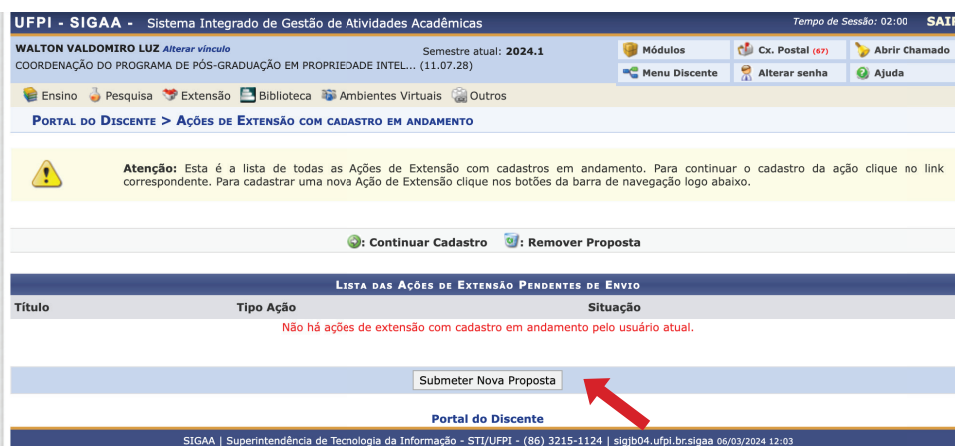 UFPI - SIGAA - Sistema Integrado de Gestão de Atividades Acadêmicas Tempo de Sessão: 02:00 SAIR
WALTON VALDOMIRO LUZ Alterar vínculo Semestre atual: 2024.1
COORDENAÇÃO DO PROGRAMA DE PÓS-GRADUAÇÃO EM PROPRIEDADE INTEL... (11.07.28)
Módulos Cx. Postal (67) Abrir Chamado
Menu Discente Alterar senha Ajuda
Ensino Pesquisa Extensão Biblioteca Ambientes Virtuais Outros
PORTAL DO DISCENTE > AÇÕES DE EXTENSÃO COM CADASTRO EM ANDAMENTO
Atenção: Esta é a lista de todas as Ações de Extensão com cadastros em andamento. Para continuar o cadastro da ação clique no link
correspondente. Para cadastrar uma nova Ação de Extensão clique nos botões da barra de navegação logo abaixo.
: Continuar Cadastro : Remover Proposta
LISTA DAS AÇÕES DE EXTENSÃO PENDENTES DE ENVIO
Título Tipo Ação Situação
Não há ações de extensão com cadastro em andamento pelo usuário atual.
Submeter Nova Proposta
Portal do Discente
SIGAA | Superintendência de Tecnologia da Informação - STI/UFPI - (86) 3215-1124 | sigjb04.ufpi.br.sigaa 06/03/2024 12:03